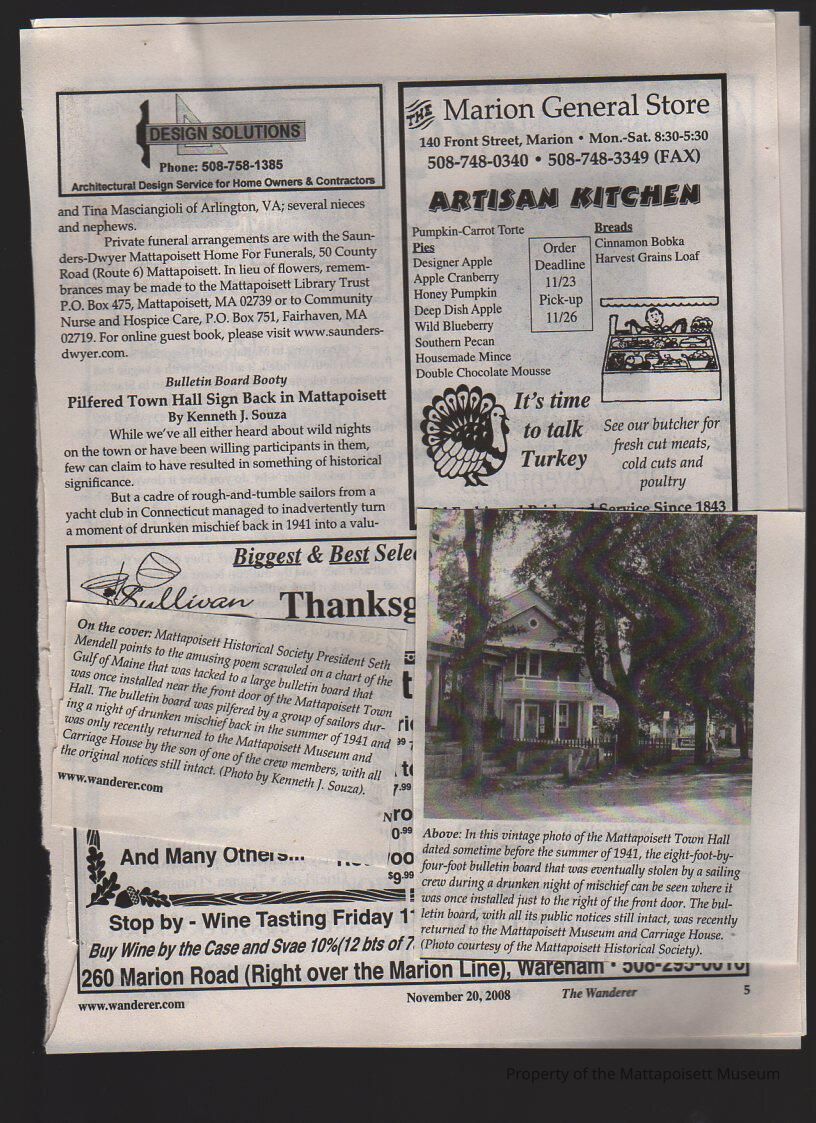 DESIGN SOLUTIONS
Phone: 508-758-1385
Architectural Design Service for Home Owners & Contractors
and Tina Masciangioli of Arlington, VA; several nieces
and nephews.
Private funeral arrangements are with the Saun-
ders-Dwyer Mattapoisett Home For Funerals, 50 County
Road (Route 6) Mattapoisett. In lieu of flowers, remem-
brances may be made to the Mattapoisett Library Trust
P.O. Box 475, Mattapoisett, MA 02739 or to Community
Nurse and Hospice Care, P.O. Box 751, Fairhaven, MA
02719. For online guest book, please visit www.saunders-
dwyer.com.
Bulletin Board Booty
Pilfered Town Hall Sign Back in Mattapoisett
By Kenneth J. Souza
While we've all either heard about wild nights
on the town or have been willing participants in them,
few can claim to have resulted in something of historical
significance.
But a cadre of rough-and-tumble sailors from a
yacht club in Connecticut managed to inadvertently turn
a moment of drunken mischief back in 1941 into a valu-
THE Marion General Store
140 Front Street, Marion • Mon.-Sat. 8:30-5:30
508-748-0340 • 508-748-3349 (FAX)
ARTISAN KITCHEN
Pumpkin-Carrot Torte
Pies
Designer Apple
Apple Cranberry
Honey Pumpkin
Deep Dish Apple
Wild Blueberry
Southern Pecan
Housemade Mince
Double Chocolate Mousse
Order
Deadline
11/23
Pick-up
11/26
Breads
Cinnamon Bobka
Harvest Grains Loaf
It's time
to talk
Turkey
See our butcher for
fresh cut meats,
cold cuts and
poultry
Service Since 1843
Biggest & Best Sele
Sullivan
Thanksg
On the cover: Mattapoisett Historical Society President Seth
Mendell points to the amusing poem scrawled on a chart of the
Gulf of Maine that was tacked to a large bulletin board that
was once installed near the front door of the Mattapoisett Town
Hall. The bulletin board was pilfered by a group of sailors dur-
ing a night of drunken mischief back in the summer of 1941 and
was only recently returned to the Mattapoisett Museum and
Carriage House by the son of one of the crew members, with all
the original notices still intact. (Photo by Kenneth J. Souza).
www.wanderer.com
7.99
0.99
And Many Others...
$9.99
Stop by - Wine Tasting Friday 1
Buy Wine by the Case and Svae 10%(12 bts of 7
260 Marion Road (Right over the Marion Line), Wareham • 508-295-0010
Above: In this vintage photo of the Mattapoisett Town Hall
dated sometime before the summer of 1941, the eight-foot-by-
four-foot bulletin board that was eventually stolen by a sailing
crew during a drunken night of mischief can be seen where it
was once installed just to the right of the front door. The bul-
letin board, with all its public notices still intact, was recently
returned to the Mattapoisett Museum and Carriage House.
(Photo courtesy of the Mattapoisett Historical Society).
www.wanderer.com
November 20, 2008
The Wanderer
5
Property of the Mattapoisett Museum